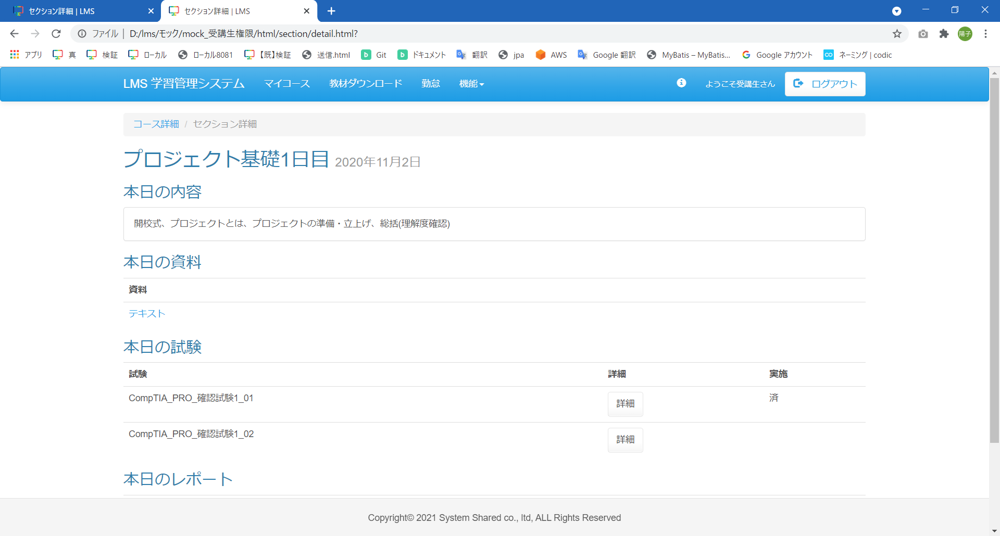 セクション詳細 | LMS
セクション詳細 | LMS
ファイル | D:/lms/モック/mock_受講生権限/html/section/detail.html?
陽子
アプリ 真 検証 ローカル ローカル8081 【既】検証 送信.html Git ドキュメント 翻訳 jpa AWS Google 翻訳 MyBatis – MyBatis... Google アカウント ネーミング | codic
LMS 学習管理システム マイコース 教材ダウンロード 勤怠 機能 ようこそ受講生さん ログアウト
コース詳細 / セクション詳細
プロジェクト基礎1日目 2020年11月2日
本日の内容
開校式、プロジェクトとは、プロジェクトの準備・立上げ、総括(理解度確認)
本日の資料
資料
テキスト
本日の試験
試験 詳細 実施
CompTIA_PRO_確認試験1_01 詳細 済
CompTIA_PRO_確認試験1_02 詳細
本日のレポート
Copyright© 2021 System Shared co., ltd, ALL Rights Reserved